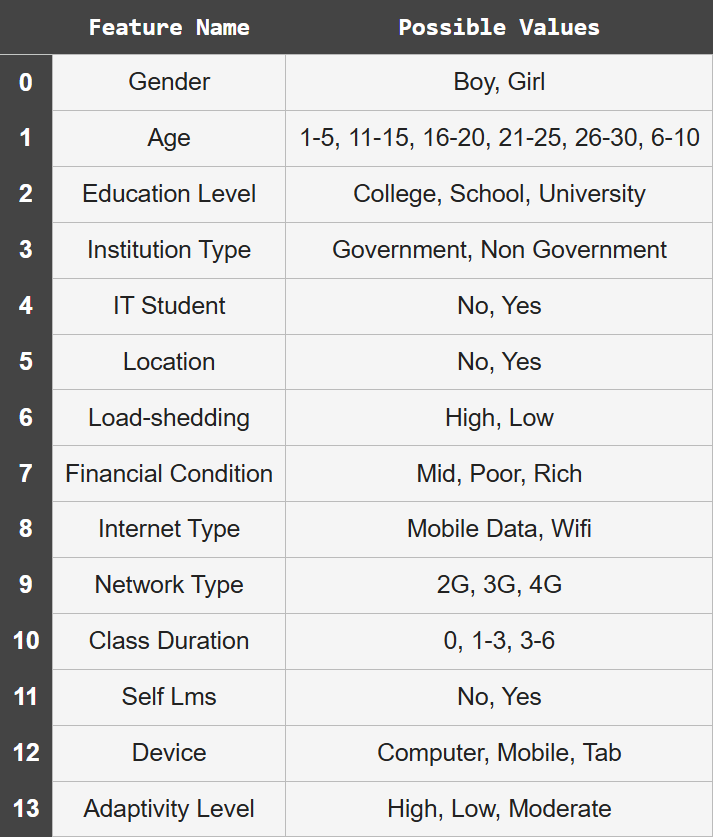 Feature Name Possible Values
0 Gender Boy, Girl
1 Age 1-5, 11-15, 16-20, 21-25, 26-30, 6-10
2 Education Level College, School, University
3 Institution Type Government, Non Government
4 IT Student No, Yes
5 Location No, Yes
6 Load-shedding High, Low
7 Financial Condition Mid, Poor, Rich
8 Internet Type Mobile Data, Wifi
9 Network Type 2G, 3G, 4G
10 Class Duration 0, 1-3, 3-6
11 Self Lms No, Yes
12 Device Computer, Mobile, Tab
13 Adaptivity Level High, Low, Moderate